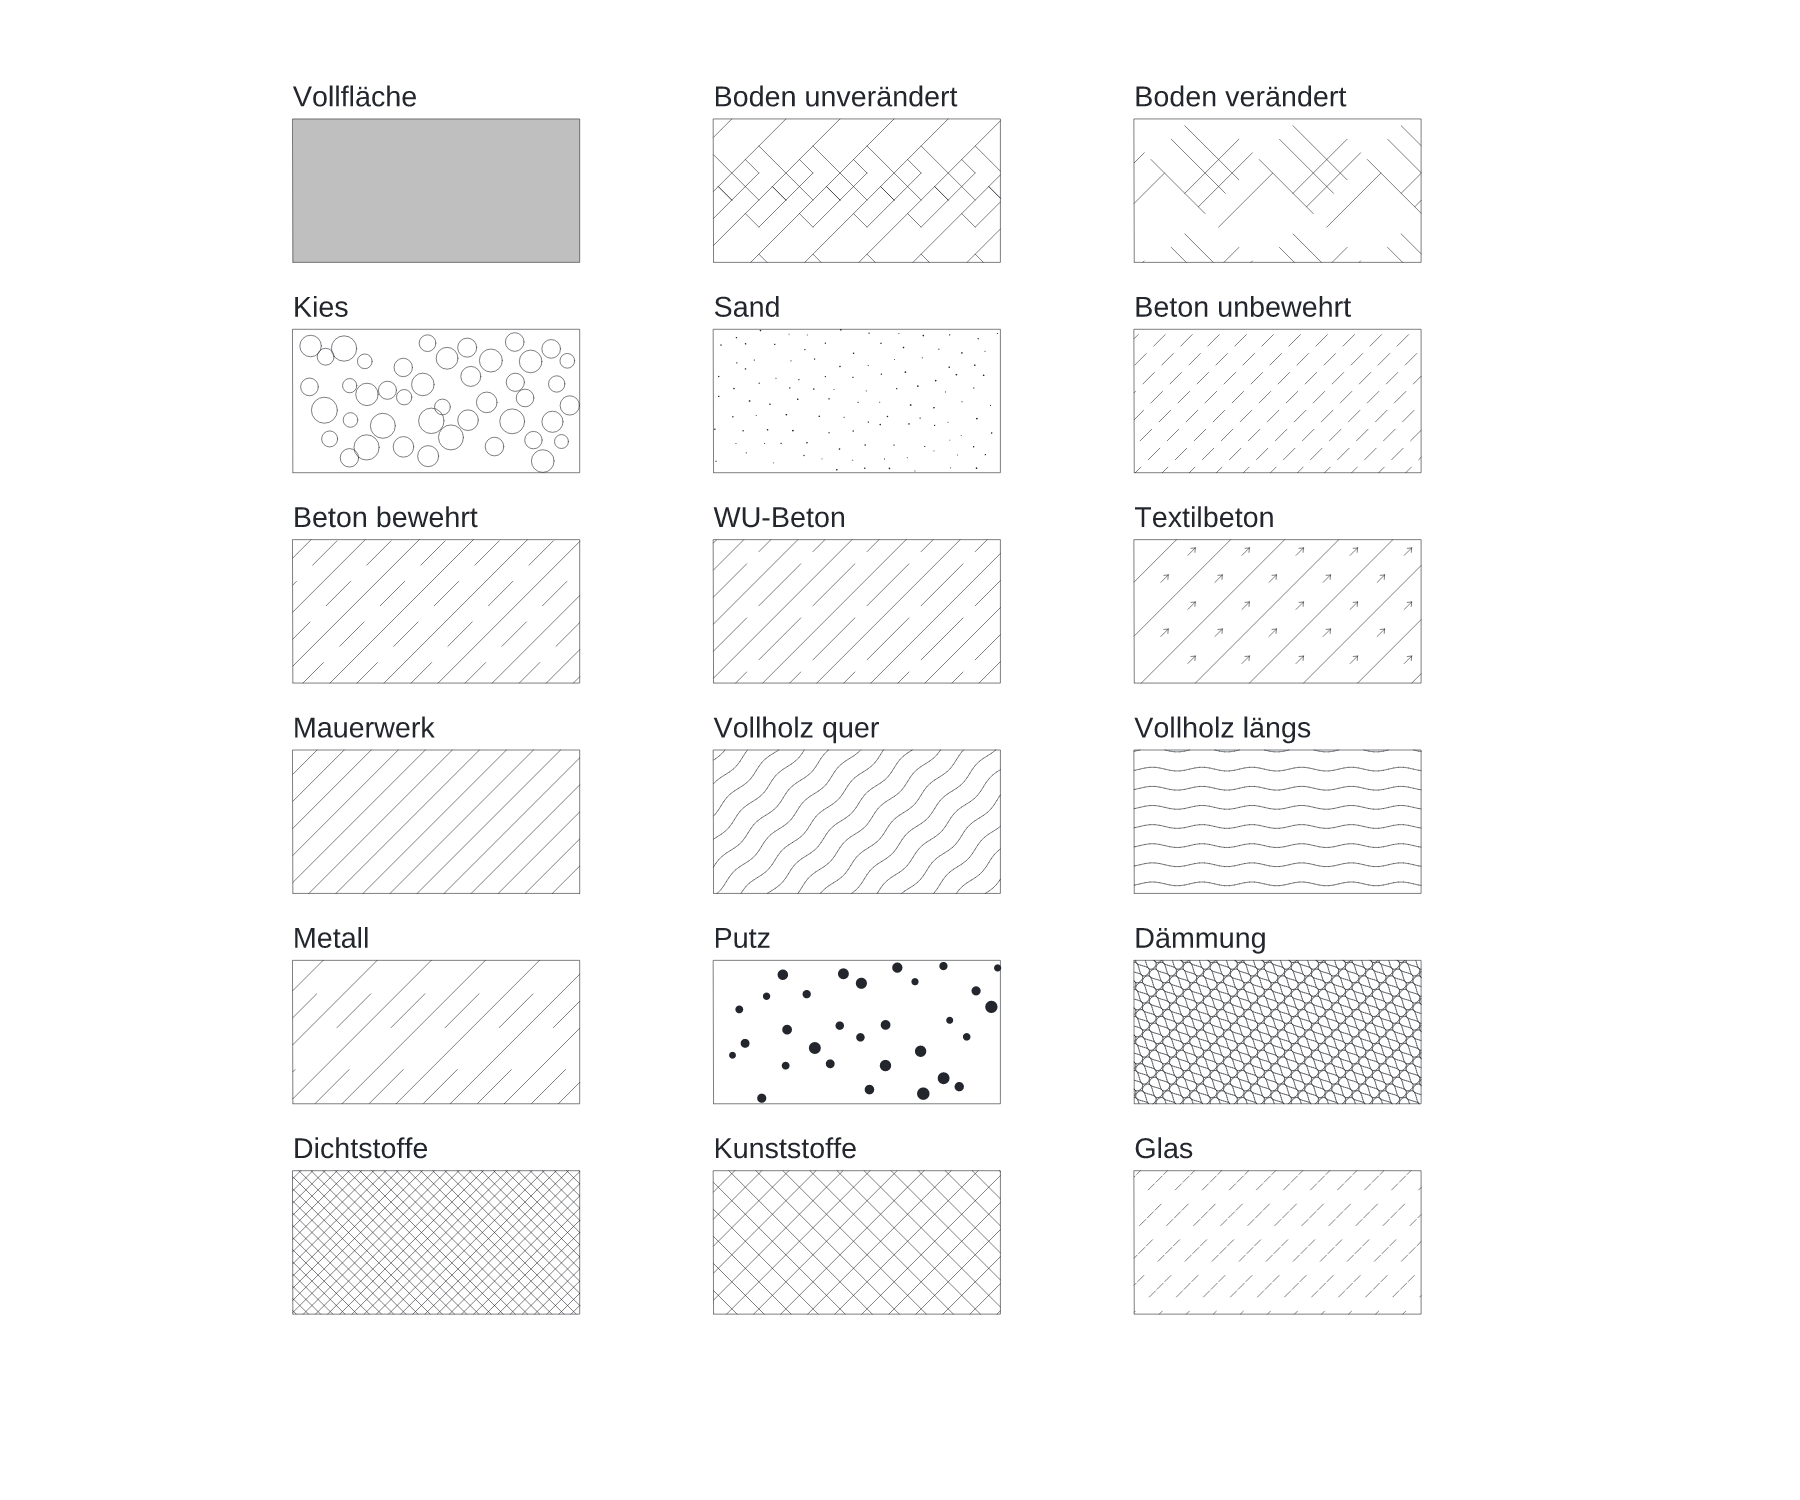 Vollfläche
Boden unverändert
Boden verändert
Kies
Sand
Beton unbewehrt
Beton bewehrt
WU-Beton
Textilbeton
Mauerwerk
Vollholz quer
Vollholz längs
Metall
Putz
Dämmung
Dichtstoffe
Kunststoffe
Glas